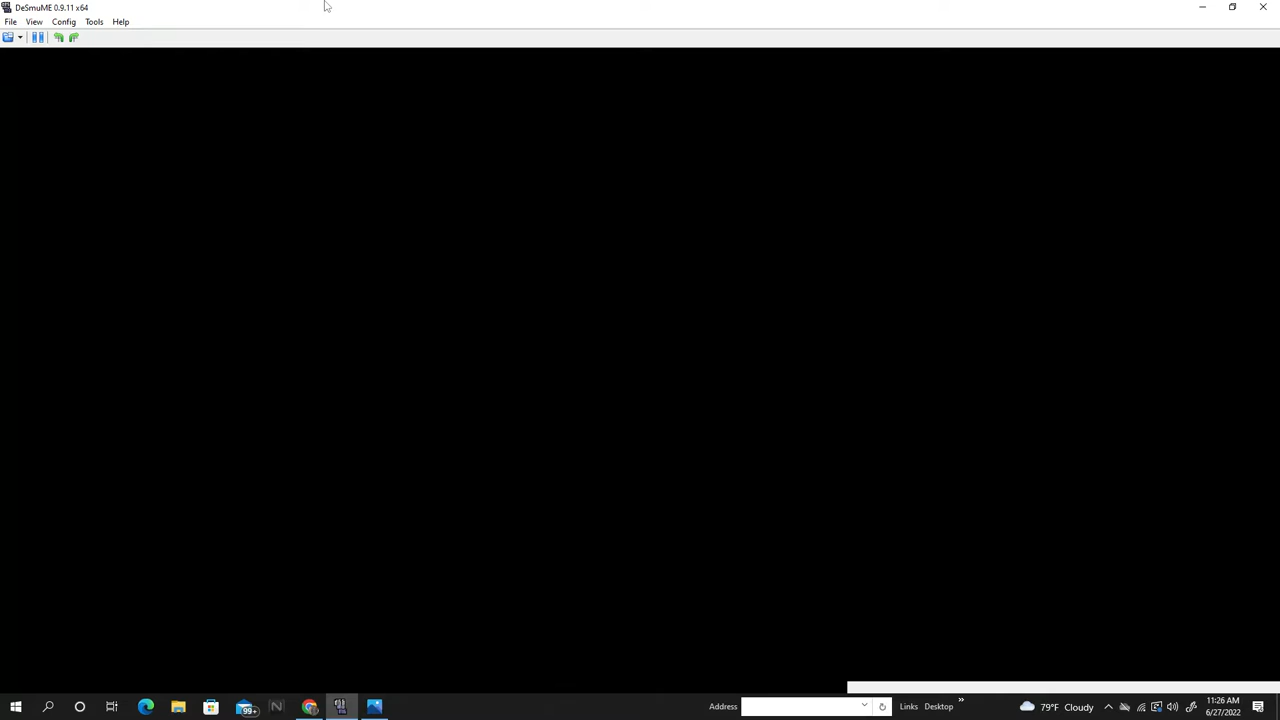 DeSmuME 0.9.11 x64
File View Config Tools Help
99+
Address
Links Desktop »
79°F Cloudy
11:26 AM
6/27/2022